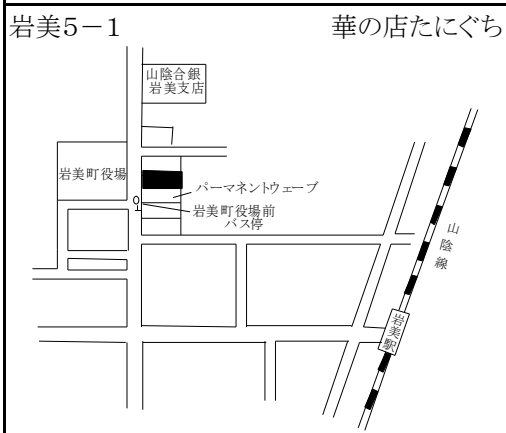 岩美5－1
華の店たにぐち
山陰合銀
岩美支店
岩美町役場
パーマネントウェーブ
岩美町役場前
バス停
山陰線
岩美駅